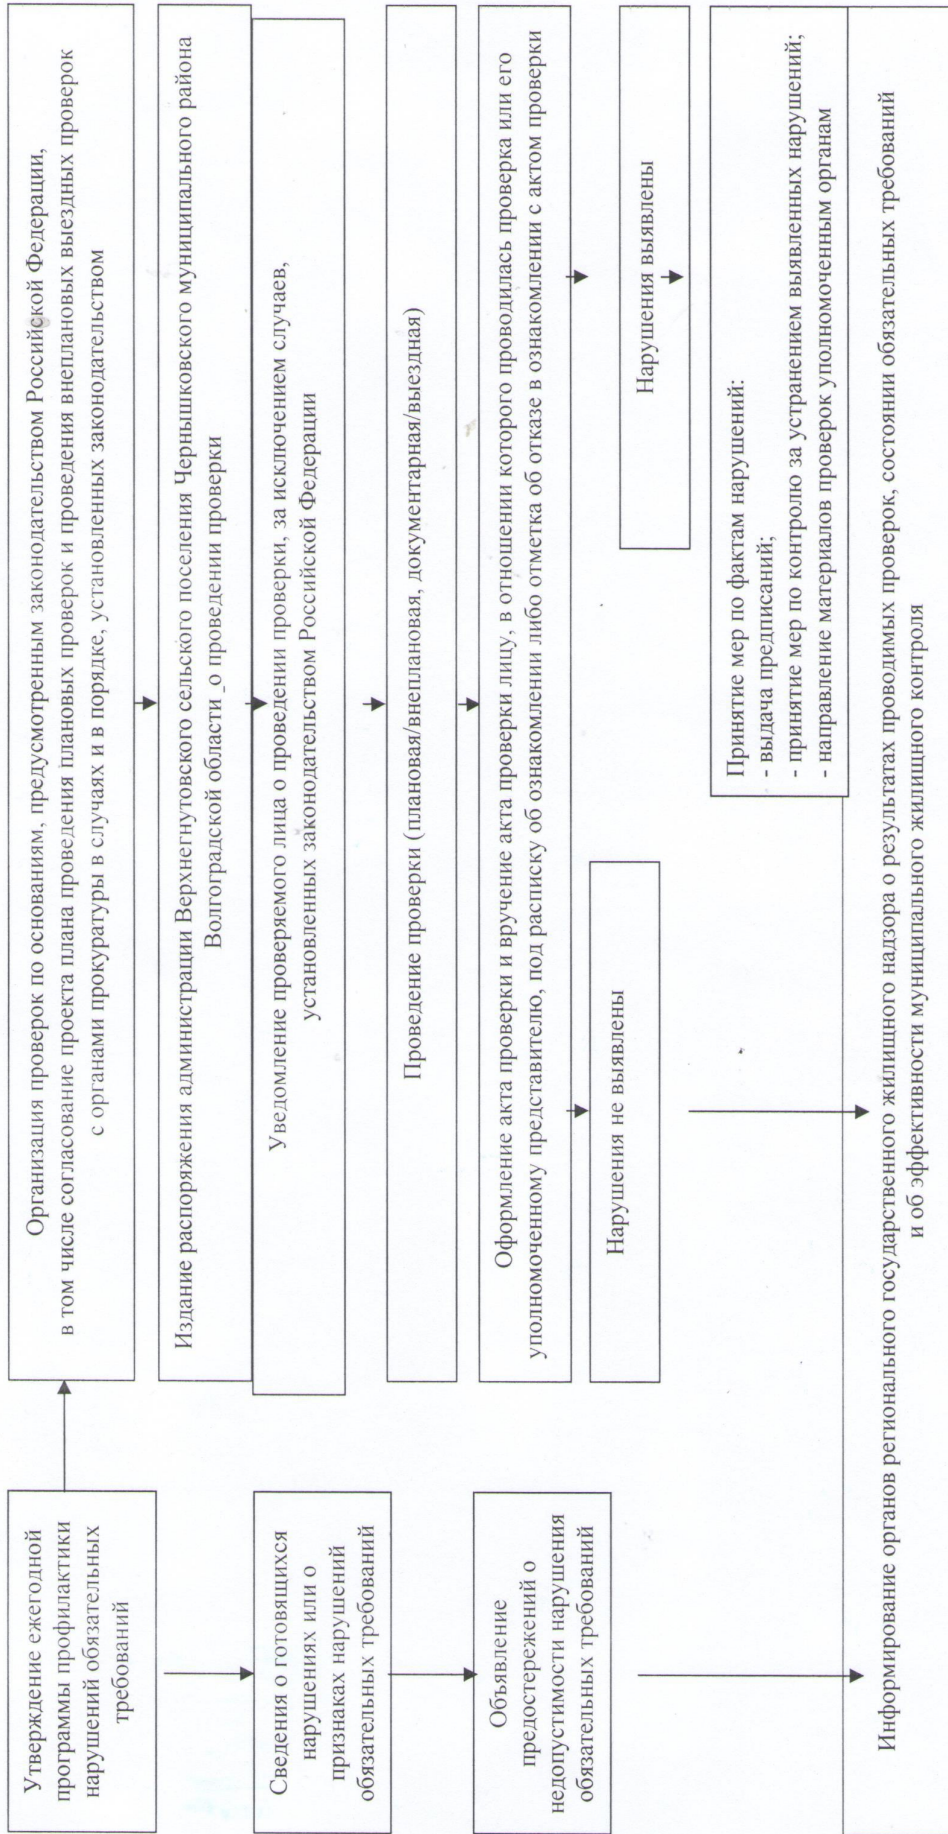 Утверждение ежегодной
программы профилактики
нарушений обязательных
требований
Сведения о готовящихся
нарушениях или о
признаках нарушений
обязательных требований
Объявление
предостережений о
недопустимости нарушения
обязательных требований
Организация проверок по основаниям, предусмотренным законодательством Российской Федерации,
в том числе согласование проекта плана проведения плановых проверок и проведения внеплановых выездных проверок
с органами прокуратуры в случаях и в порядке, установленных законодательством
Издание распоряжения администрации Верхнегнутовского сельского поселения Чернышковского муниципального района
Волгоградской области _о проведении проверки
Уведомление проверяемого лица о проведении проверки, за исключением случаев,
установленных законодательством Российской Федерации
Проведение проверки (плановая/внеплановая, документарная/выездная)
Оформление акта проверки и вручение акта проверки лицу, в отношении которого проводилась проверка или его
уполномоченному представителю, под расписку об ознакомлении либо отметка об отказе в ознакомлении с актом проверки
Нарушения не выявлены
Нарушения выявлены
Принятие мер по фактам нарушений:
- выдача предписаний;
- принятие мер по контролю за устранением выявленных нарушений;
- направление материалов проверок уполномоченным органам
Информирование органов регионального государственного жилищного надзора о результатах проводимых проверок, состоянии обязательных требований
и об эффективности муниципального жилищного контроля